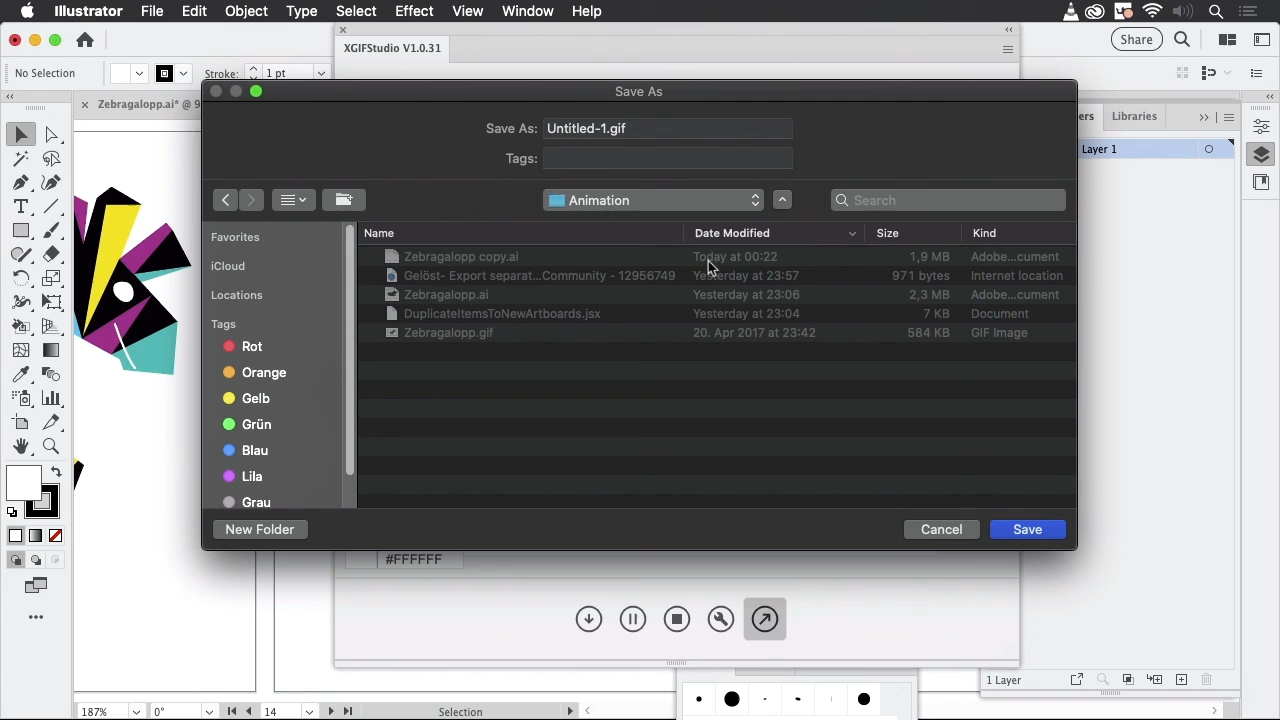 Illustrator File Edit Object Type Select Effect View Window Help
XGIFStudio V1.0.31
Share
No Selection
Stroke: 1 pt
Zebragalopp.ai* @ 9
Libraries
Layer 1
Save As
Save As: Untitled-1.gif
Tags:
Animation
Search
Favorites
iCloud
Locations
Tags
Rot
Orange
Gelb
Grün
Blau
Lila
Grau
Name Date Modified Size Kind
Zebragalopp copy.ai Today at 00:22 1,9 MB Adobe...cument
Gelöst- Export separat...Community - 12956749 Yesterday at 23:57 971 bytes Internet location
Zebragalopp.ai Yesterday at 23:06 2,3 MB Adobe...cument
DuplicateItemsToNewArtboards.jsx Yesterday at 23:04 7 KB Document
Zebragalopp.gif 20. Apr 2017 at 23:42 584 KB GIF Image
New Folder Cancel Save
#FFFFFF
1 Layer
187% 0° 14 Selection